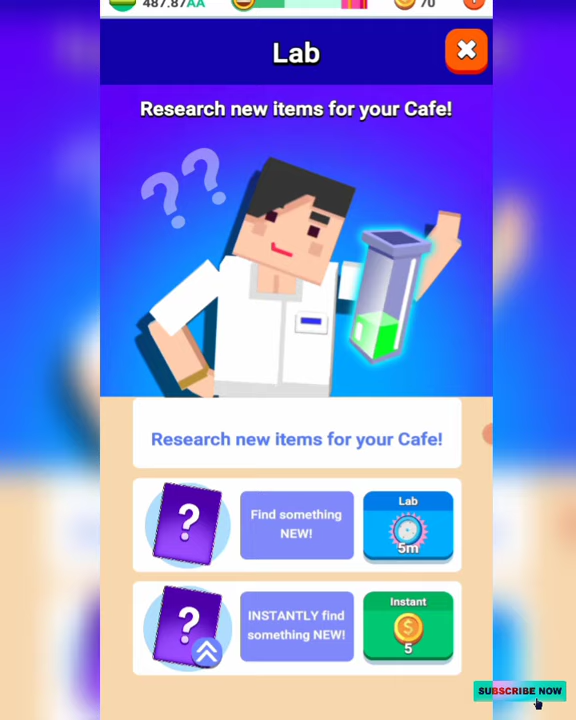 487.87AA
70
Lab
Research new items for your Cafe!
? ?
Research new items for your Cafe!
?
Find something
NEW!
Lab
5m
?
INSTANTLY find
something NEW!
Instant
$
5
SUBSCRIBE NOW